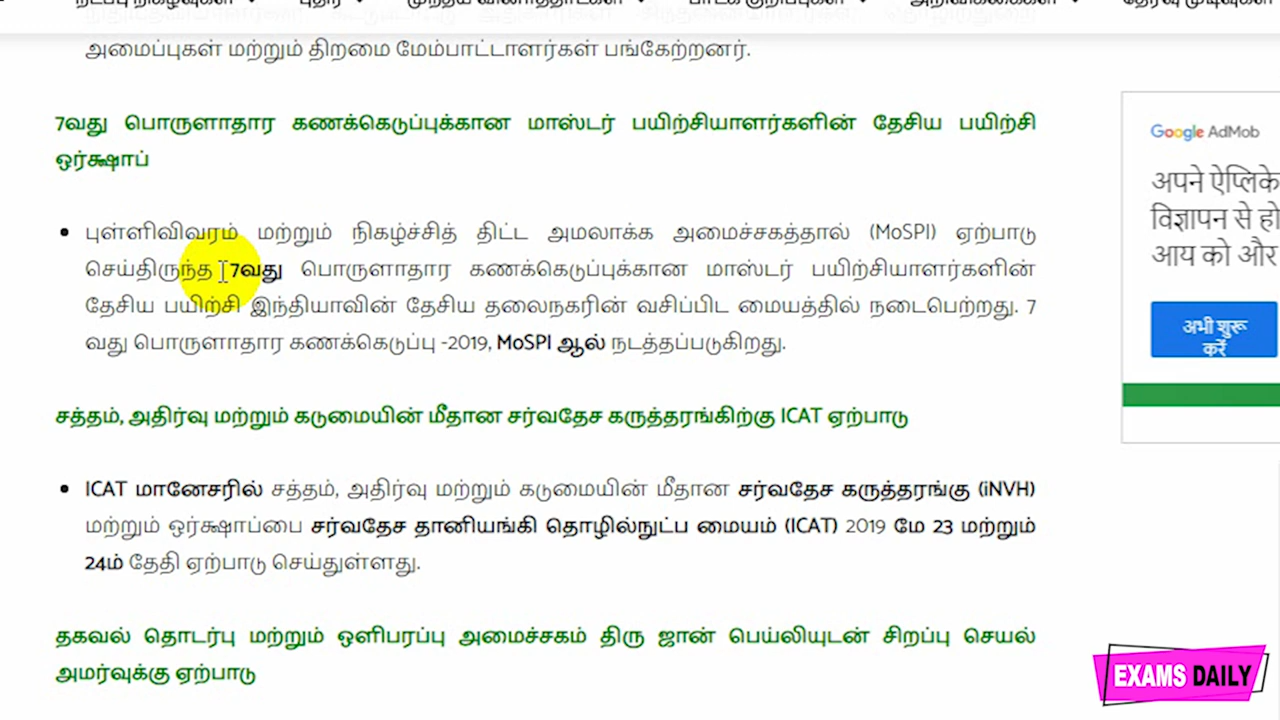 அமைப்புகள் மற்றும் திறமை மேம்பாட்டாளர்கள் பங்கேற்றனர்.
7வது பொருளாதார கணக்கெடுப்புக்கான மாஸ்டர் பயிற்சியாளர்களின் தேசிய பயிற்சி
ஒர்க்ஷாப்
புள்ளிவிவரம் மற்றும் நிகழ்ச்சித் திட்ட அமலாக்க அமைச்சகத்தால் (MoSPI) ஏற்பாடு
செய்திருந்த 7வது பொருளாதார கணக்கெடுப்புக்கான மாஸ்டர் பயிற்சியாளர்களின்
தேசிய பயிற்சி இந்தியாவின் தேசிய தலைநகரின் வசிப்பிட மையத்தில் நடைபெற்றது. 7
வது பொருளாதார கணக்கெடுப்பு -2019, MoSPI ஆல் நடத்தப்படுகிறது.
சத்தம், அதிர்வு மற்றும் கடுமையின் மீதான சர்வதேச கருத்தரங்கிற்கு ICAT ஏற்பாடு
ICAT மானேசரில் சத்தம், அதிர்வு மற்றும் கடுமையின் மீதான சர்வதேச கருத்தரங்கு (iNVH)
மற்றும் ஒர்க்ஷாப்பை சர்வதேச தானியங்கி தொழில்நுட்ப மையம் (ICAT) 2019 மே 23 மற்றும்
24ம் தேதி ஏற்பாடு செய்துள்ளது.
தகவல் தொடர்பு மற்றும் ஒளிபரப்பு அமைச்சகம் திரு ஜான் பெய்லியுடன் சிறப்பு செயல்
அமர்வுக்கு ஏற்பாடு
Google AdMob
अपने ऐप्लिके
विज्ञापन से हो
आय को और
अभी शुरू
करें
EXAMS DAILY